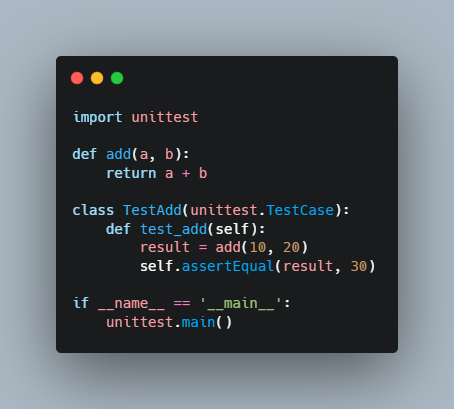 import unittest

def add(a, b):
    return a + b

class TestAdd(unittest.TestCase):
    def test_add(self):
        result = add(10, 20)
        self.assertEqual(result, 30)

if __name__ == '__main__':
    unittest.main()